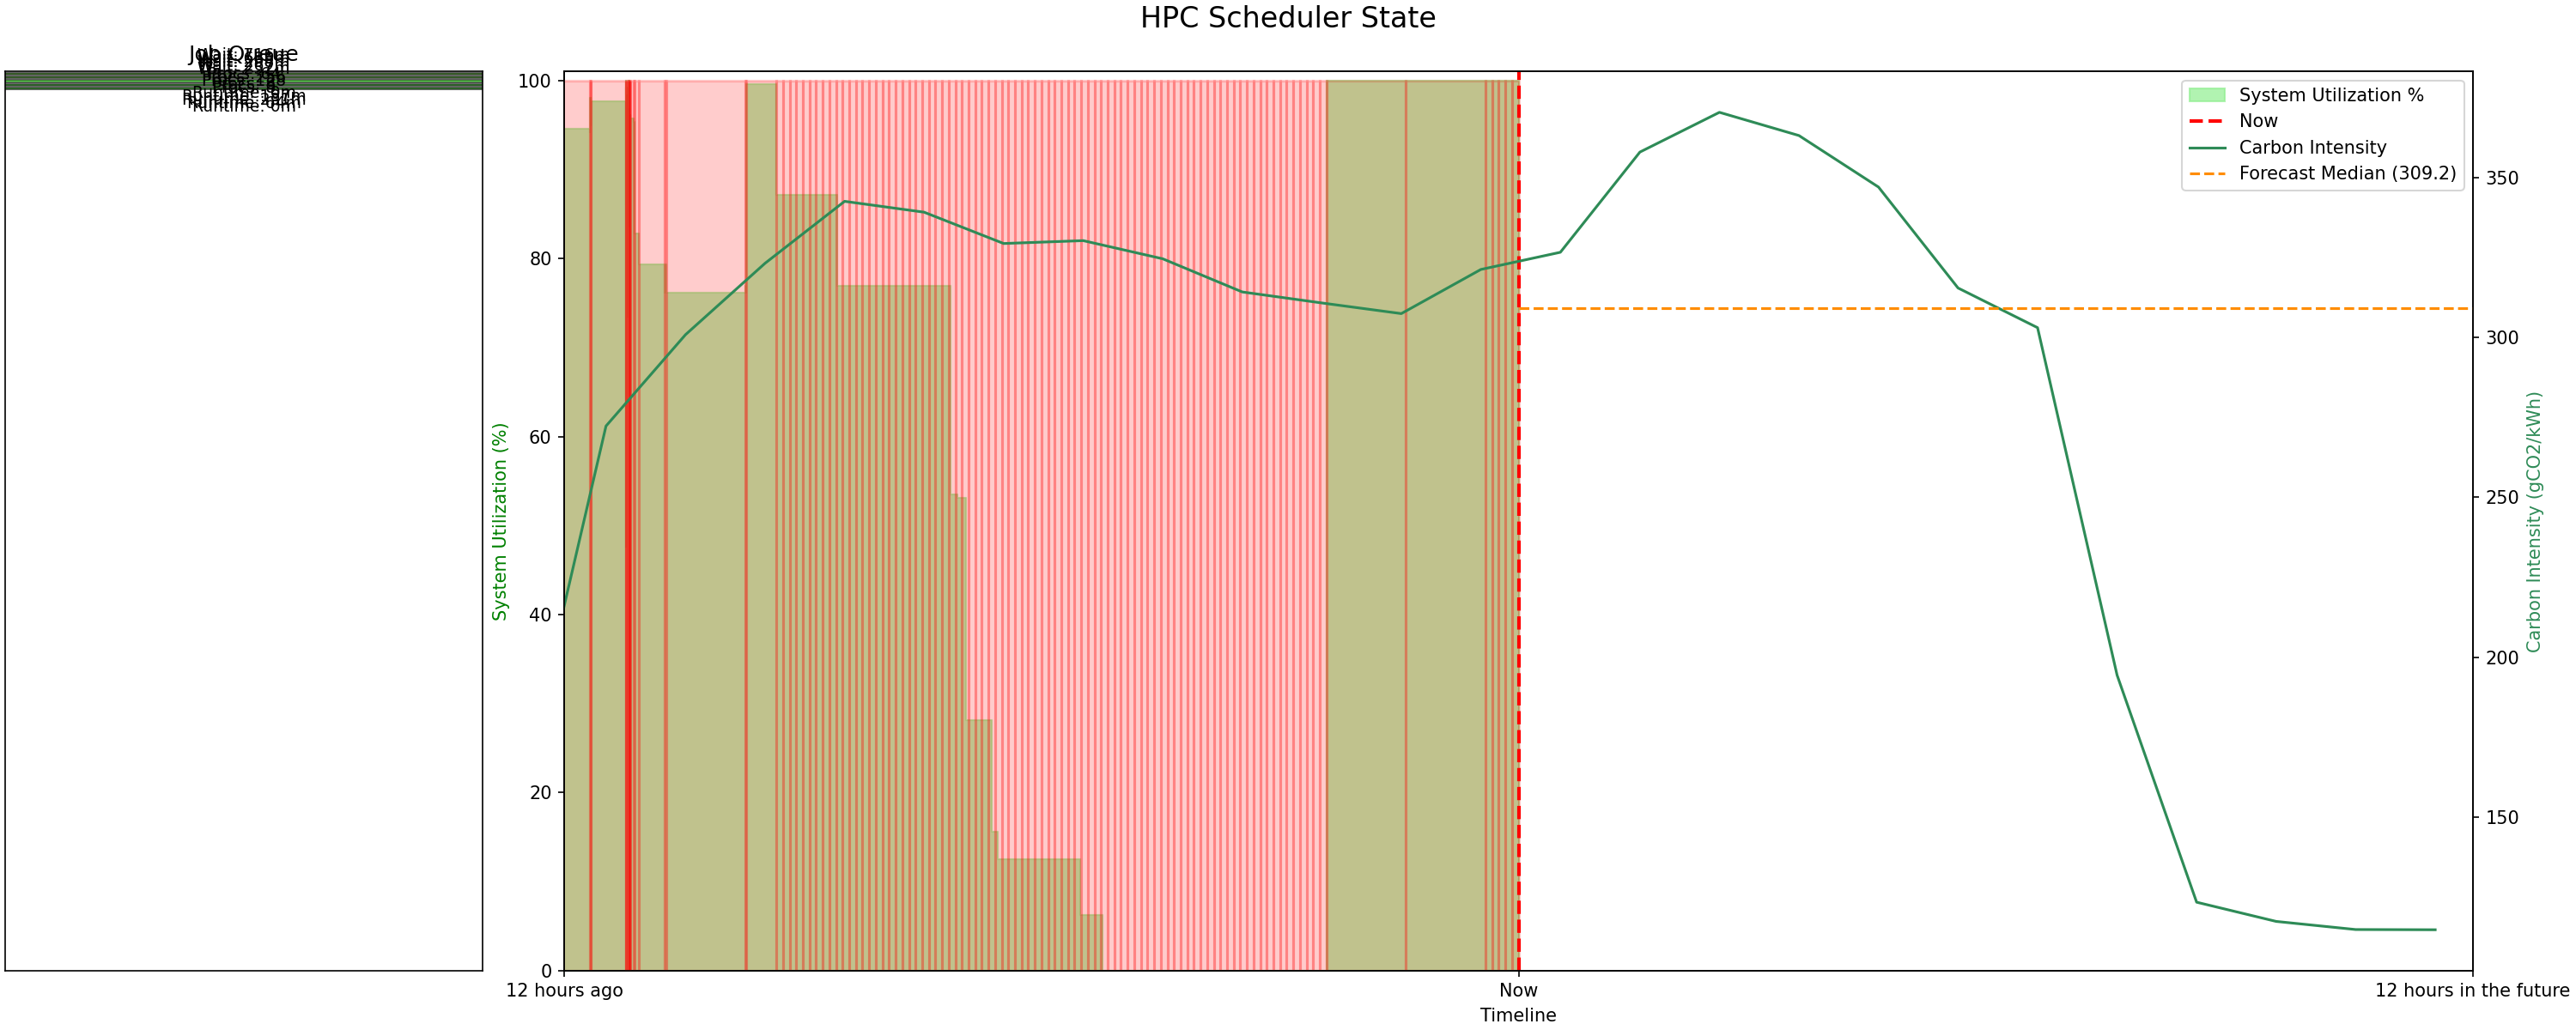 HPC Scheduler State
Job Queue
Runtime: 0m
System Utilization (%)
100
80
60
40
20
0
System Utilization %
Now
Carbon Intensity
Forecast Median (309.2)
350
300
250
200
150
Carbon Intensity (gCO2/kWh)
12 hours ago
Now
12 hours in the future
Timeline